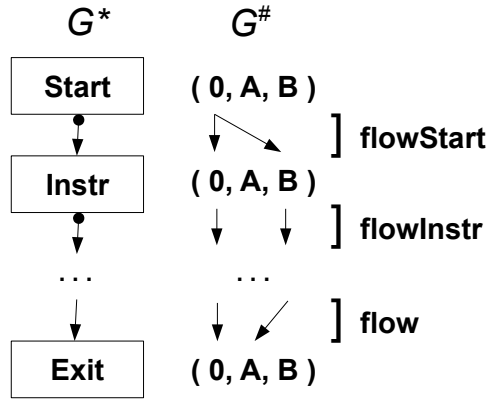 G* G#
Start ( 0, A, B )
] flowStart
Instr ( 0, A, B )
] flowInstr
... ...
] flow
Exit ( 0, A, B )